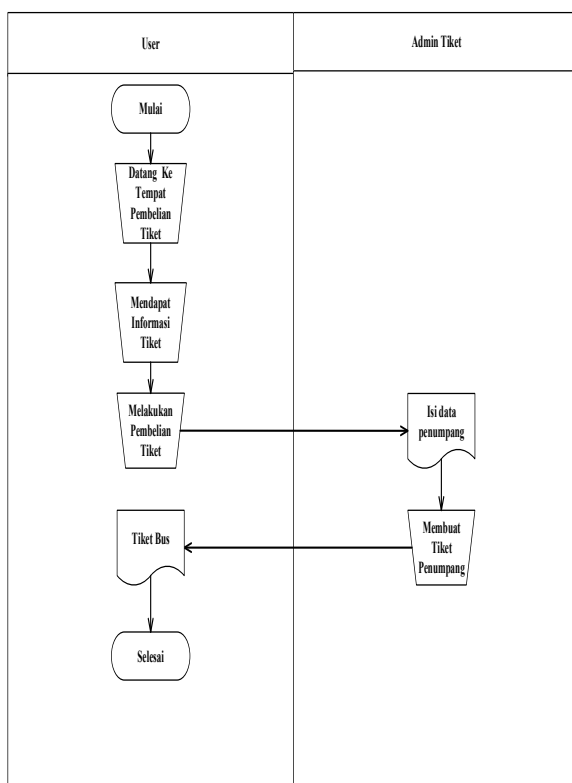 User
Admin Tiket
Mulai
Datang Ke
Tempat
Pembelian
Tiket
Mendapat
Informasi
Tiket
Melakukan
Pembelian
Tiket
Isi data
penumpang
Membuat
Tiket
Penumpang
Tiket Bus
Selesai